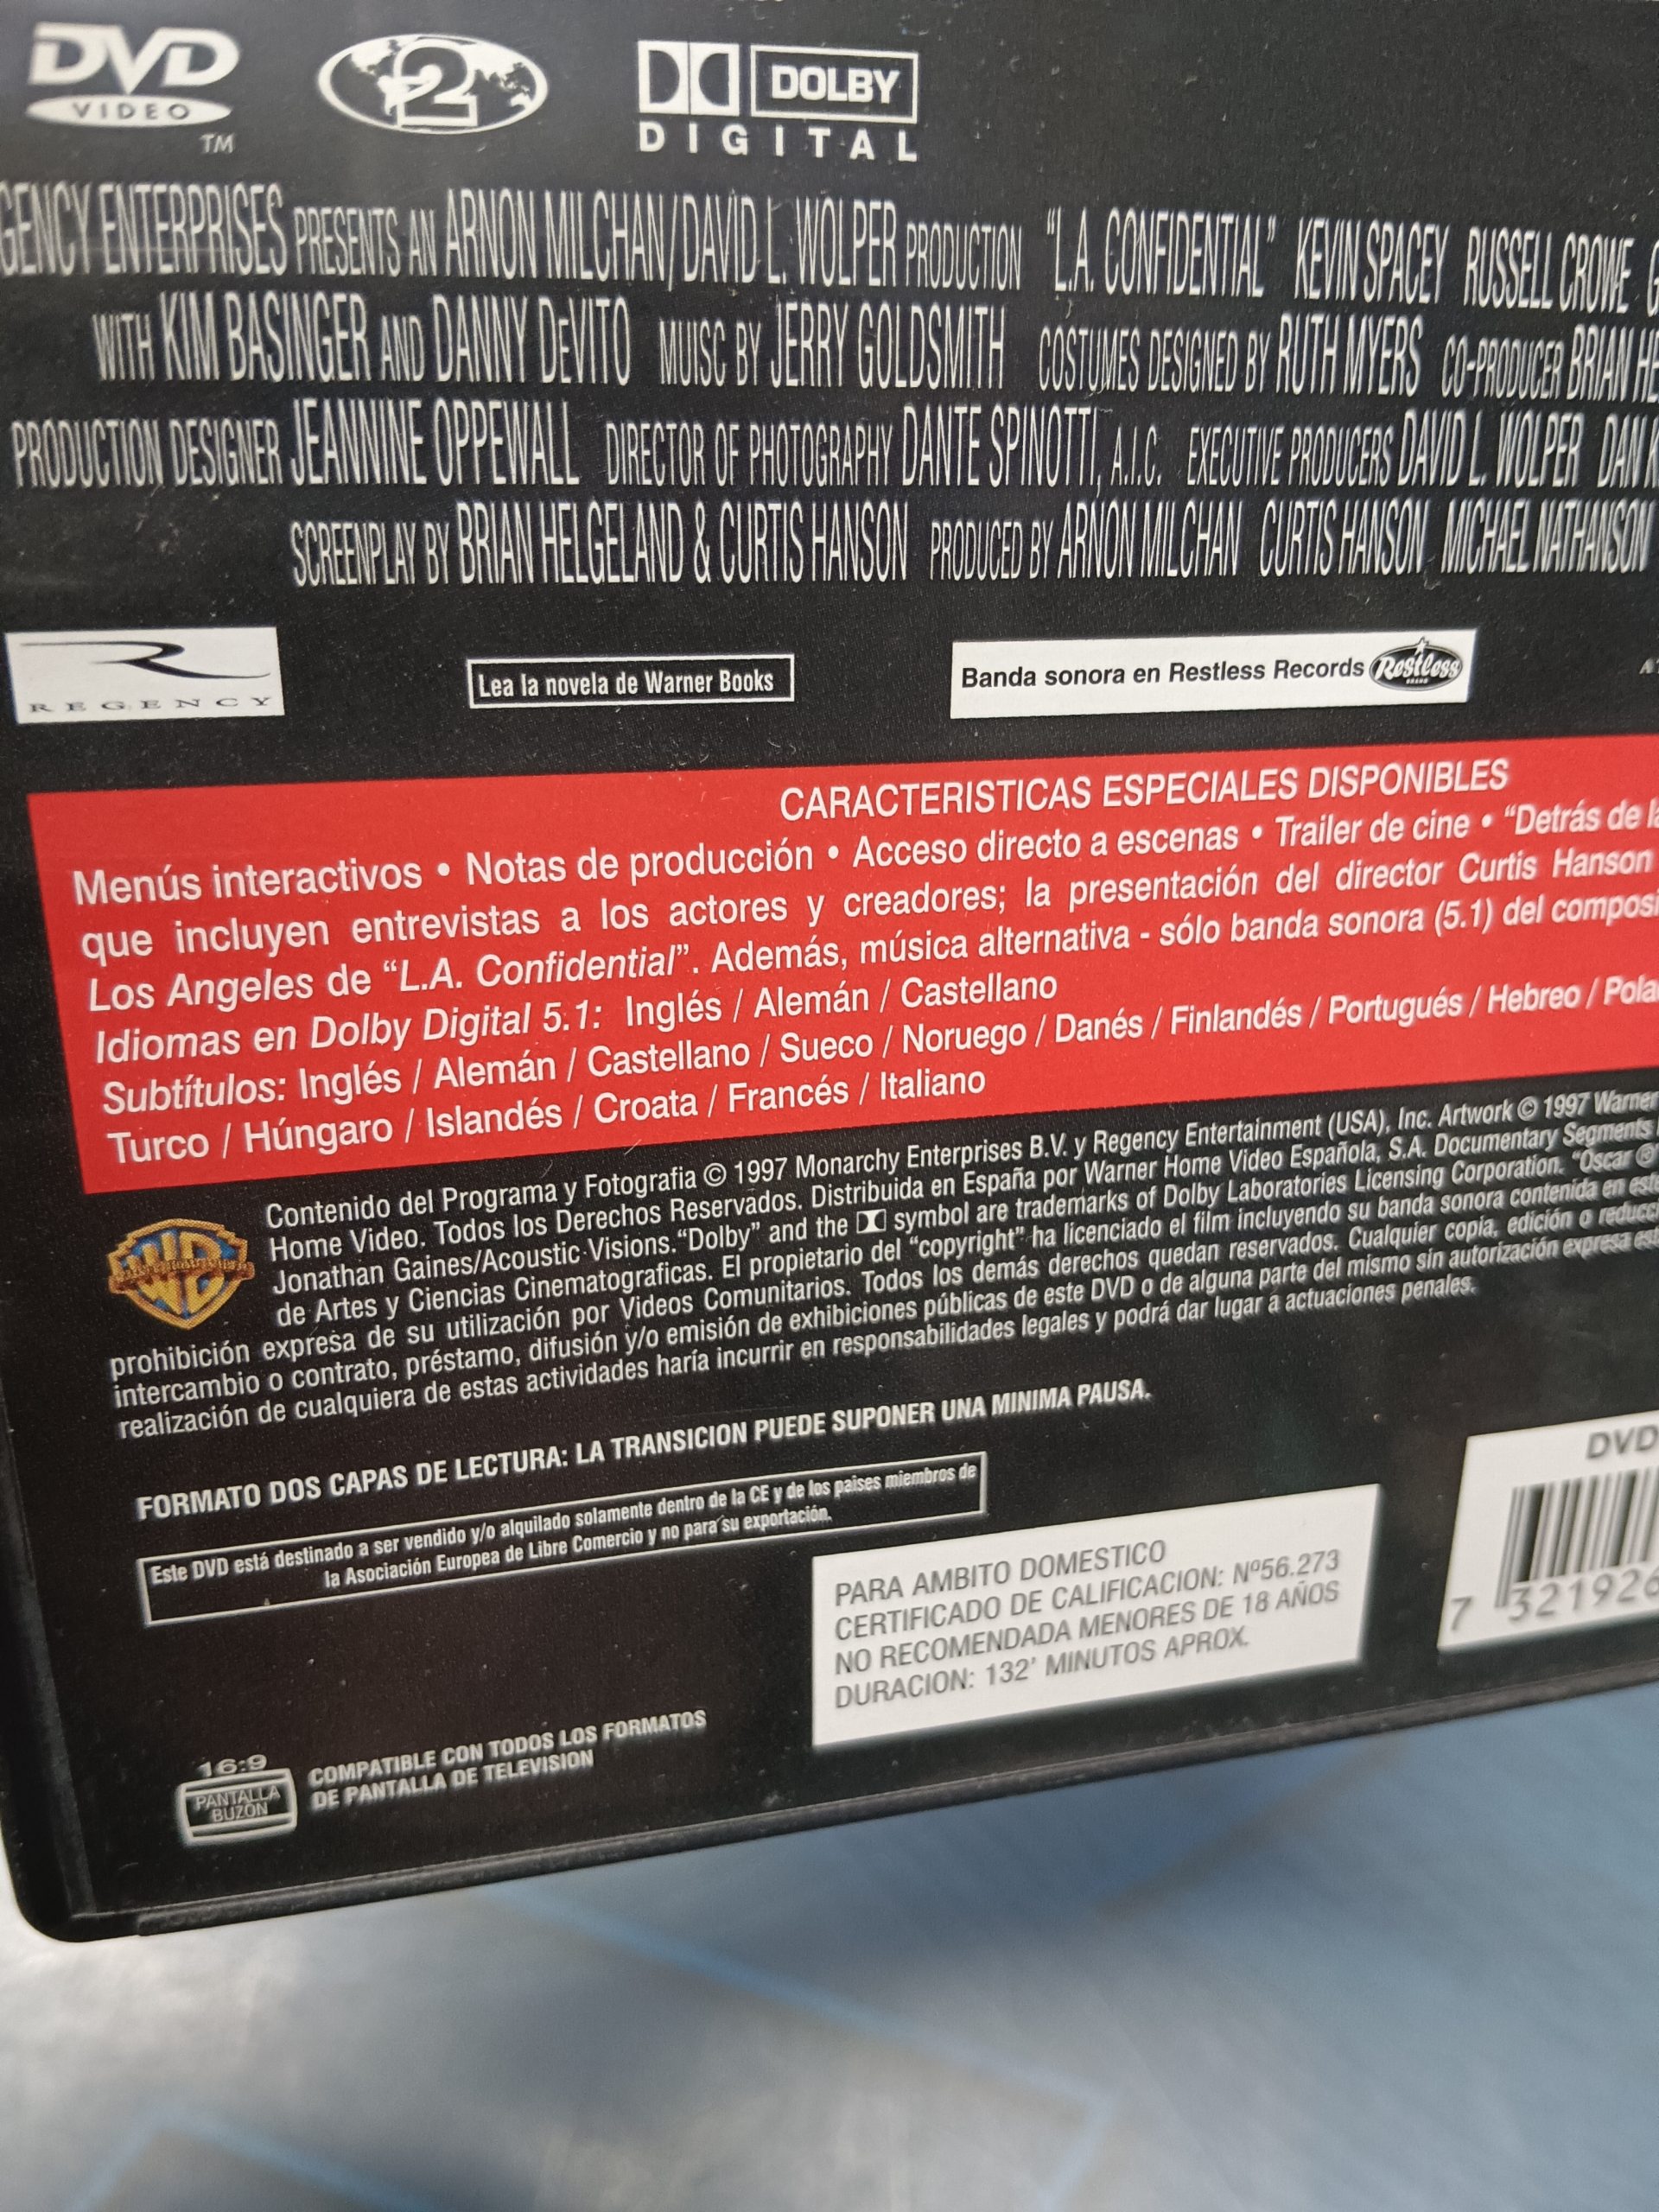 DVD
VIDEO
TM
2
DOLBY
DIGITAL
ENTERPRISES PRESENTS AN ARNON MILCHAN/DAVID L. WOLPER PRODUCTION "L.A. CONFIDENTIAL" KEVIN SPACEY RUSSELL CROWE
WITH KIM BASINGER AND DANNY DeVITO MUISC BY JERRY GOLDSMITH COSTUMES DESIGNED BY RUTH MYERS CO-PRODUCER BRIAN
PRODUCTION DESIGNER JEANNINE OPPEWALL DIRECTOR OF PHOTOGRAPHY DANTE SPINOTTI, A.I.C. EXECUTIVE PRODUCERS DAVID L. WOLPER DAN
SCREENPLAY BY BRIAN HELGELAND & CURTIS HANSON PRODUCED BY ARNON MILCHAN CURTIS HANSON MICHAEL NATHANSON
REGENCY
Lea la novela de Warner Books
Banda sonora en Restless Records Restless
CARACTERISTICAS ESPECIALES DISPONIBLES
Menús interactivos • Notas de producción • Acceso directo a escenas • Trailer de cine • "Detrás de
que incluyen entrevistas a los actores y creadores; la presentación del director Curtis Hanson
Los Angeles de "L.A. Confidential". Además, música alternativa - sólo banda sonora (5.1) del
Idiomas en Dolby Digital 5.1: Inglés / Alemán / Castellano
Subtítulos: Inglés / Alemán / Castellano / Sueco / Noruego / Danés / Finlandés / Portugués / Hebreo /
Turco / Húngaro / Islandés / Croata / Francés / Italiano
Contenido del Programa y Fotografia © 1997 Monarchy Enterprises B.V. y Regency Entertainment (USA), Inc. Artwork © 1997 Warner
Home Video. Todos los Derechos Reservados. Distribuida en España por Warner Home Video Española, S.A. Documentary Segments
Jonathan Gaines/Acoustic Visions. "Dolby" and the symbol are trademarks of Dolby Laboratories Licensing Corporation. "Oscar ®
de Artes y Ciencias Cinematograficas. El propietario del "copyright" ha licenciado el film incluyendo su banda sonora contenida en este
prohibición expresa de su utilización por Videos Comunitarios. Todos los demás derechos quedan reservados. Cualquier copia, edición o
intercambio o contrato, préstamo, difusión y/o emisión de exhibiciones públicas de este DVD o de alguna parte del mismo sin autorización expresa
realización de cualquiera de estas actividades haría incurrir en responsabilidades legales y podrá dar lugar a actuaciones penales.
FORMATO DOS CAPAS DE LECTURA: LA TRANSICION PUEDE SUPONER UNA MINIMA PAUSA.
Este DVD está destinado a ser vendido y/o alquilado solamente dentro de la CE y de los paises miembros de
la Asociación Europea de Libre Comercio y no para su exportación.
PARA AMBITO DOMESTICO
CERTIFICADO DE CALIFICACION: Nº56.273
NO RECOMENDADA MENORES DE 18 AÑOS
DURACION: 132' MINUTOS APROX.
DVD
7 321926
16:9
PANTALLA
BUZON
COMPATIBLE CON TODOS LOS FORMATOS
DE PANTALLA DE TELEVISION